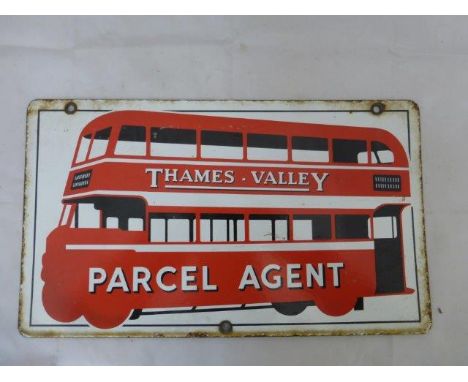 THAMES · VALLEY
PARCEL AGENT